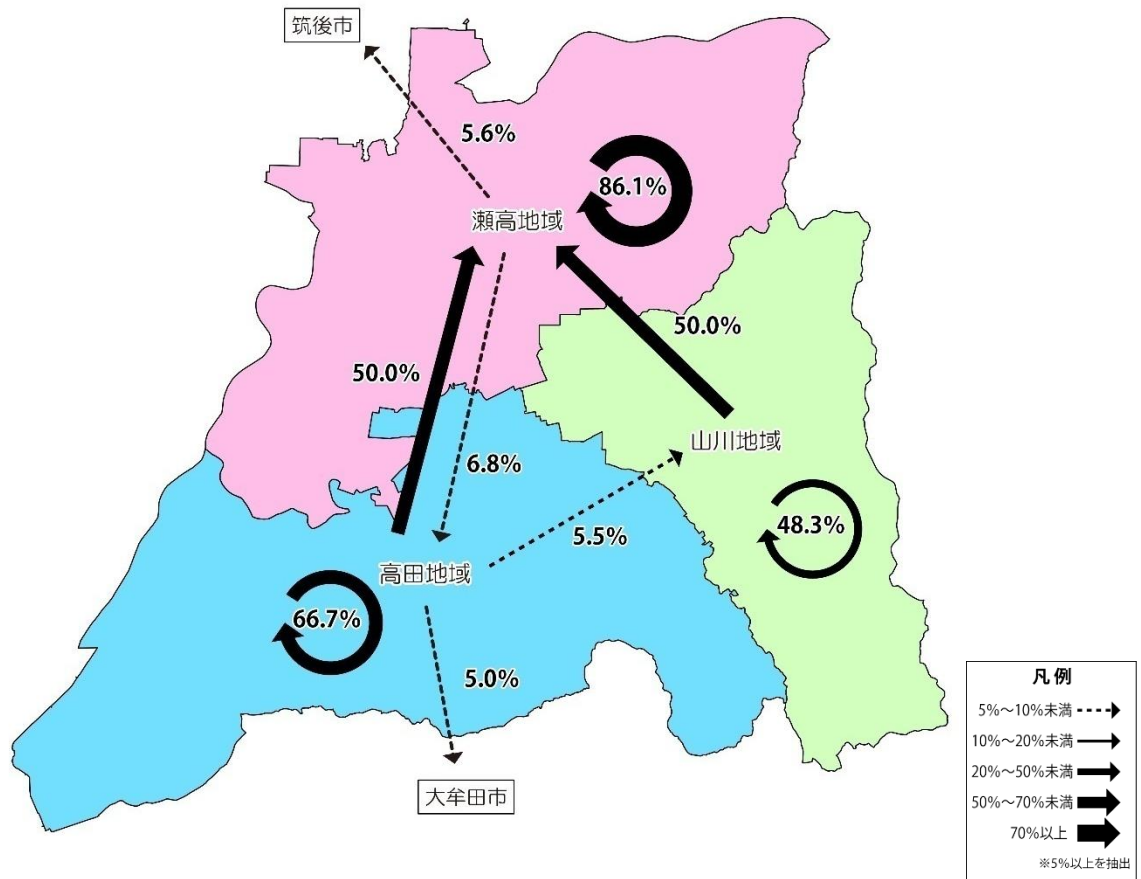 筑後市
5.6%
86.1%
瀬高地域
50.0%
50.0%
山川地域
6.8%
48.3%
5.5%
高田地域
66.7%
5.0%
大牟田市
凡例
5%～10%未満
10%～20%未満
20%～50%未満
50%～70%未満
70%以上
※5%以上を抽出